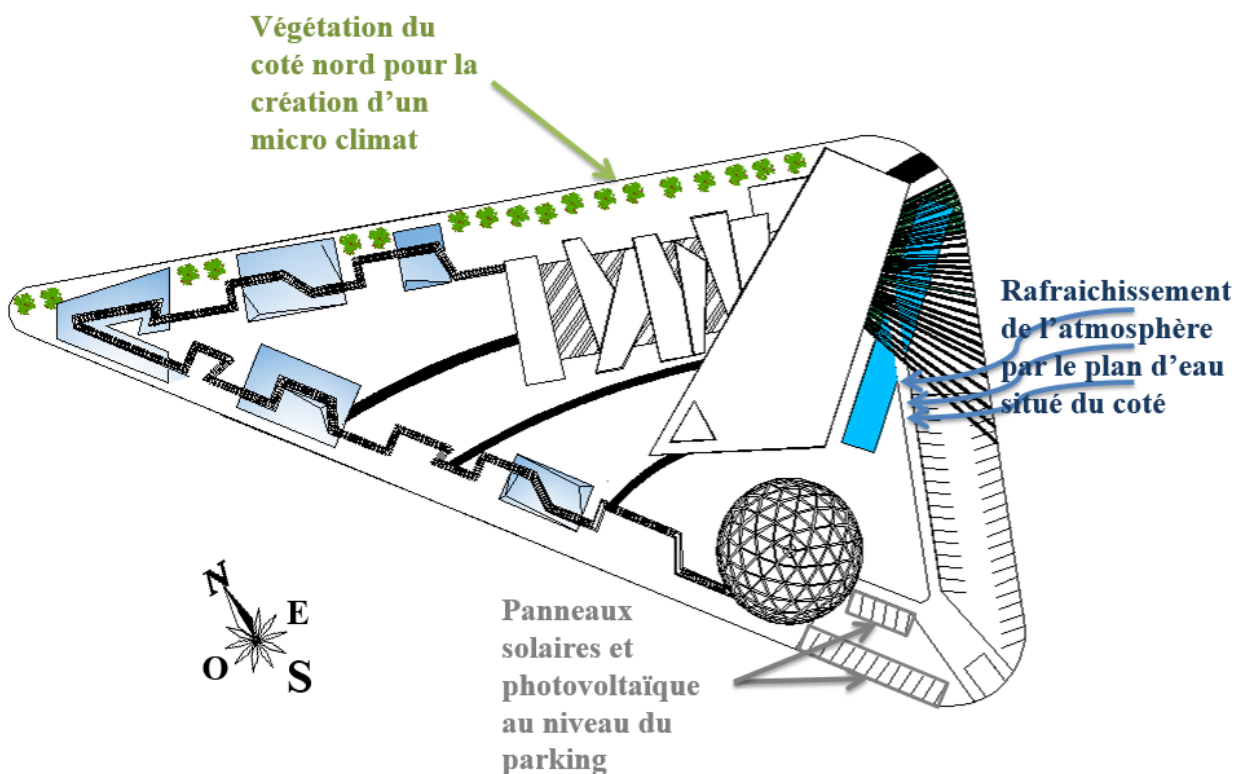 Végétation du
coté nord pour la
création d'un
micro climat
Rafraichissement
de l'atmosphère
par le plan d'eau
situé du coté
N
E
O
S
Panneaux
solaires et
photovoltaïque
au niveau du
parking